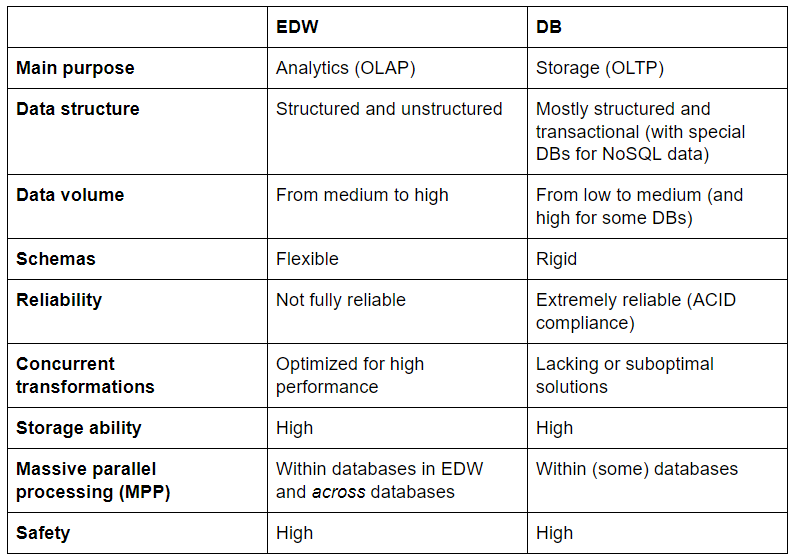 EDW DB
Main purpose Analytics (OLAP) Storage (OLTP)
Data structure Structured and unstructured Mostly structured and
transactional (with special
DBs for NoSQL data)
Data volume From medium to high From low to medium (and
high for some DBs)
Schemas Flexible Rigid
Reliability Not fully reliable Extremely reliable (ACID
compliance)
Concurrent Optimized for high Lacking or suboptimal
transformations performance solutions
Storage ability High High
Massive parallel Within databases in EDW Within (some) databases
processing (MPP) and across databases
Safety High High